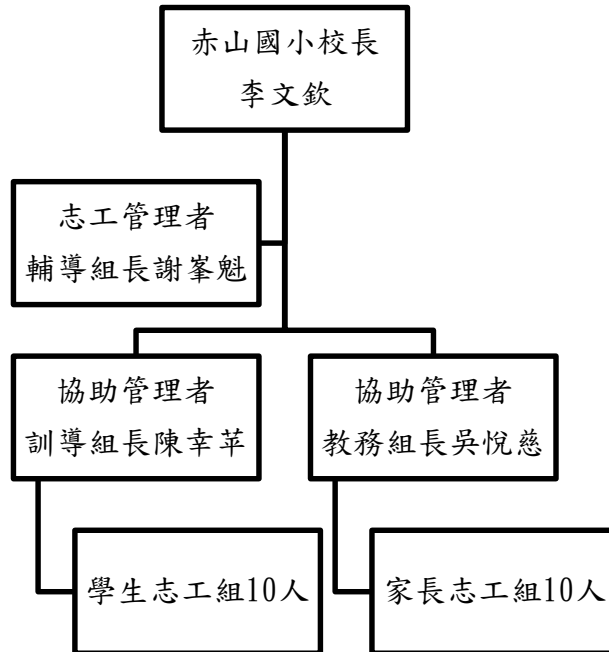 赤山國小校長
李文欽
志工管理者
輔導組長謝峯魁
協助管理者
訓導組長陳幸苹
協助管理者
教務組長吳悅慈
學生志工組10人
家長志工組10人